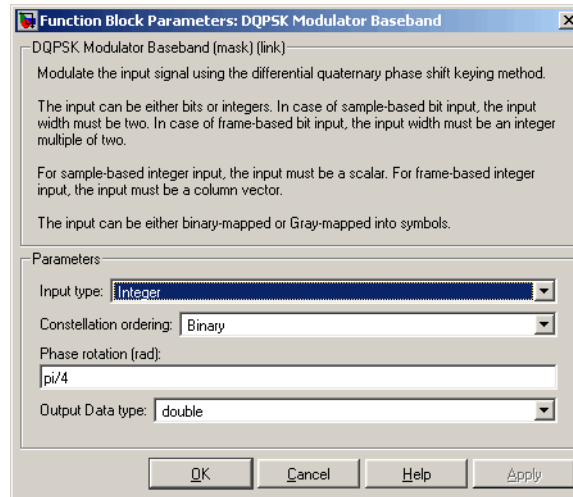 Function Block Parameters: DQPSK Modulator Baseband
DQPSK Modulator Baseband (mask) (link)
Modulate the input signal using the differential quaternary phase shift keying method.
The input can be either bits or integers. In case of sample-based bit input, the input
width must be two. In case of frame-based bit input, the input width must be an integer
multiple of two.
For sample-based integer input, the input must be a scalar. For frame-based integer
input, the input must be a column vector.
The input can be either binary-mapped or Gray-mapped into symbols.
Parameters
Input type: Integer
Constellation ordering: Binary
Phase rotation (rad):
pi/4
Output Data type: double
OK Cancel Help Apply